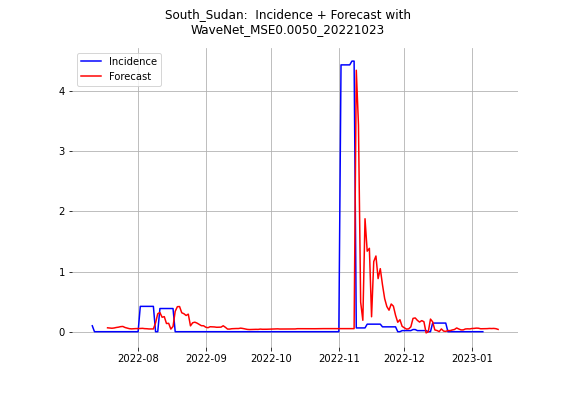 South_Sudan:  Incidence + Forecast with
WaveNet_MSE0.0050_20221023
Incidence
Forecast
4
3
2
1
0
2022-08 2022-09 2022-10 2022-11 2022-12 2023-01